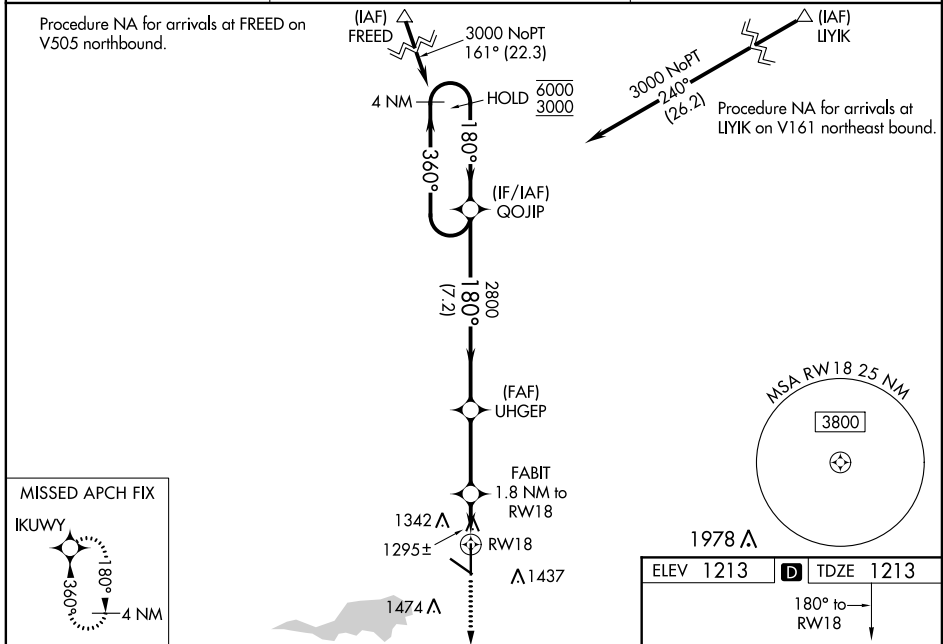 Procedure NA for arrivals at FREED on
V505 northbound.
(IAF)
FREED
3000 NoPT
161° (22.3)
(IAF)
LIYIK
3000 NoPT
240°
(26.2)
Procedure NA for arrivals at
LIYIK on V161 northeast bound.
4 NM
HOLD
6000
3000
360°
180°
(IF/IAF)
QOJIP
2800
180°
(7.2)
(FAF)
UHGEP
FABIT
1.8 NM to
RW18
1342
1295±
RW18
1437
1474
MSA RW18 25 NM
3800
1978
MISSED APCH FIX
IKUWY
360°
180°
4 NM
ELEV 1213
D
TDZE 1213
180° to
RW18